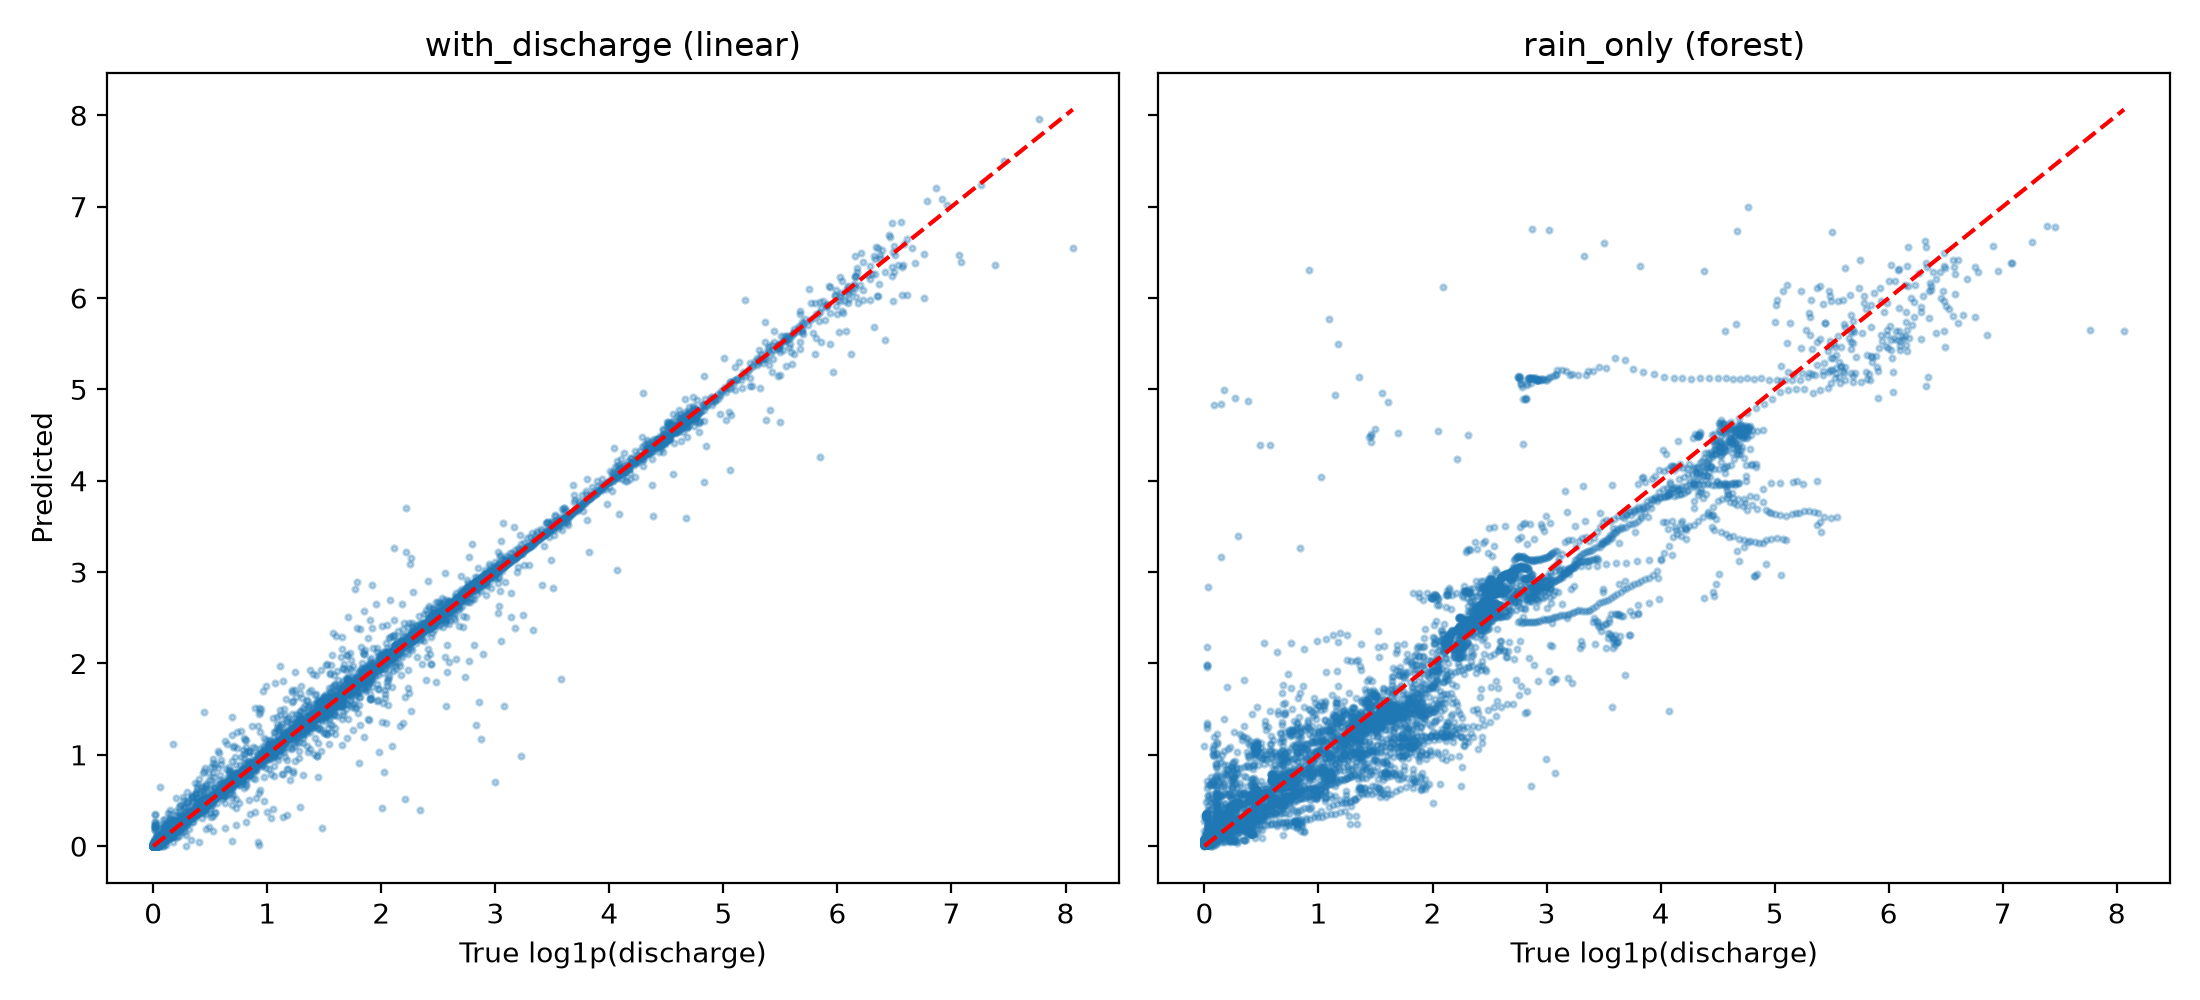 with_discharge (linear)
rain_only (forest)
Predicted
8
7
6
5
4
3
2
1
0
0 1 2 3 4 5 6 7 8
0 1 2 3 4 5 6 7 8
True log1p(discharge)
True log1p(discharge)